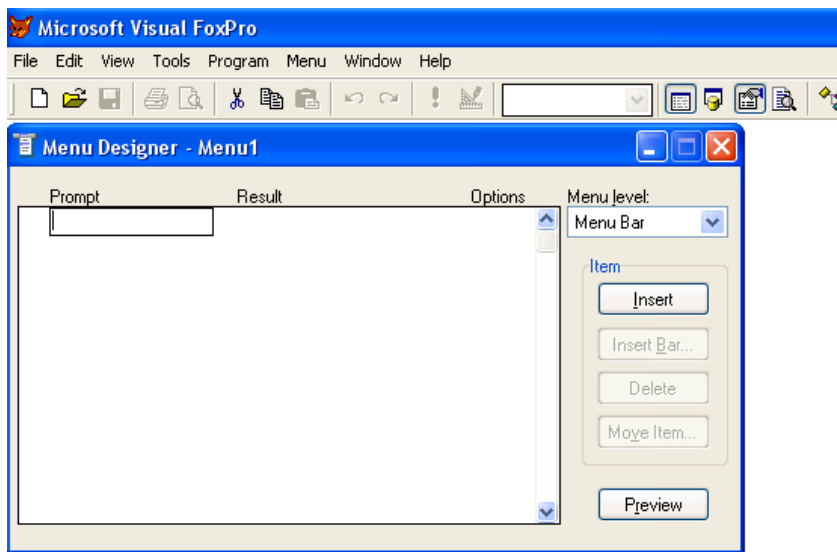 Microsoft Visual FoxPro
File Edit View Tools Program Menu Window Help
Menu Designer - Menu1
Prompt Result Options Menu level:
Menu Bar
Item
Insert
Insert Bar...
Delete
Move Item...
Preview